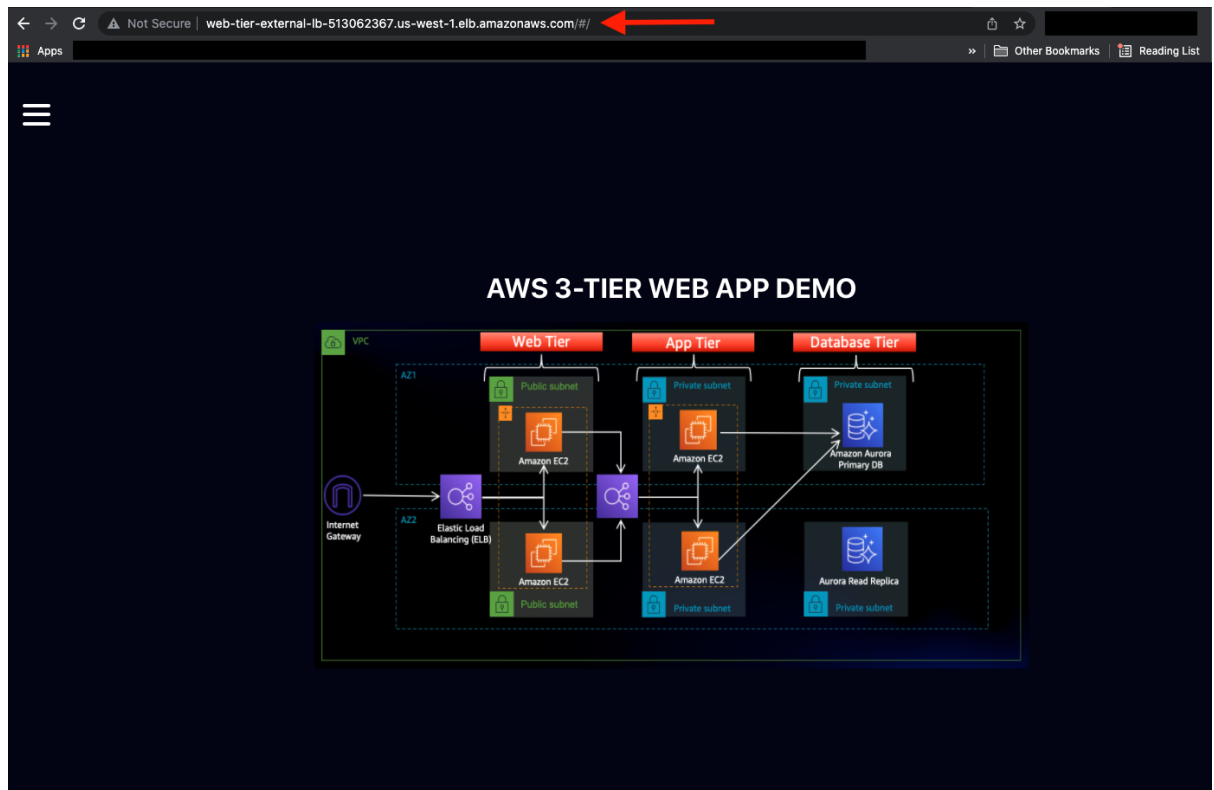 Not Secure | web-tier-external-lb-513062367.us-west-1.elb.amazonaws.com/#/
Apps
» Other Bookmarks Reading List
AWS 3-TIER WEB APP DEMO
VPC
Web Tier
App Tier
Database Tier
AZ1
Public subnet
Private subnet
Private subnet
Amazon EC2
Amazon EC2
Amazon Aurora
Primary DB
Internet
Gateway
AZ2
Elastic Load
Balancing (ELB)
Amazon EC2
Amazon EC2
Aurora Read Replica
Public subnet
Private subnet
Private subnet